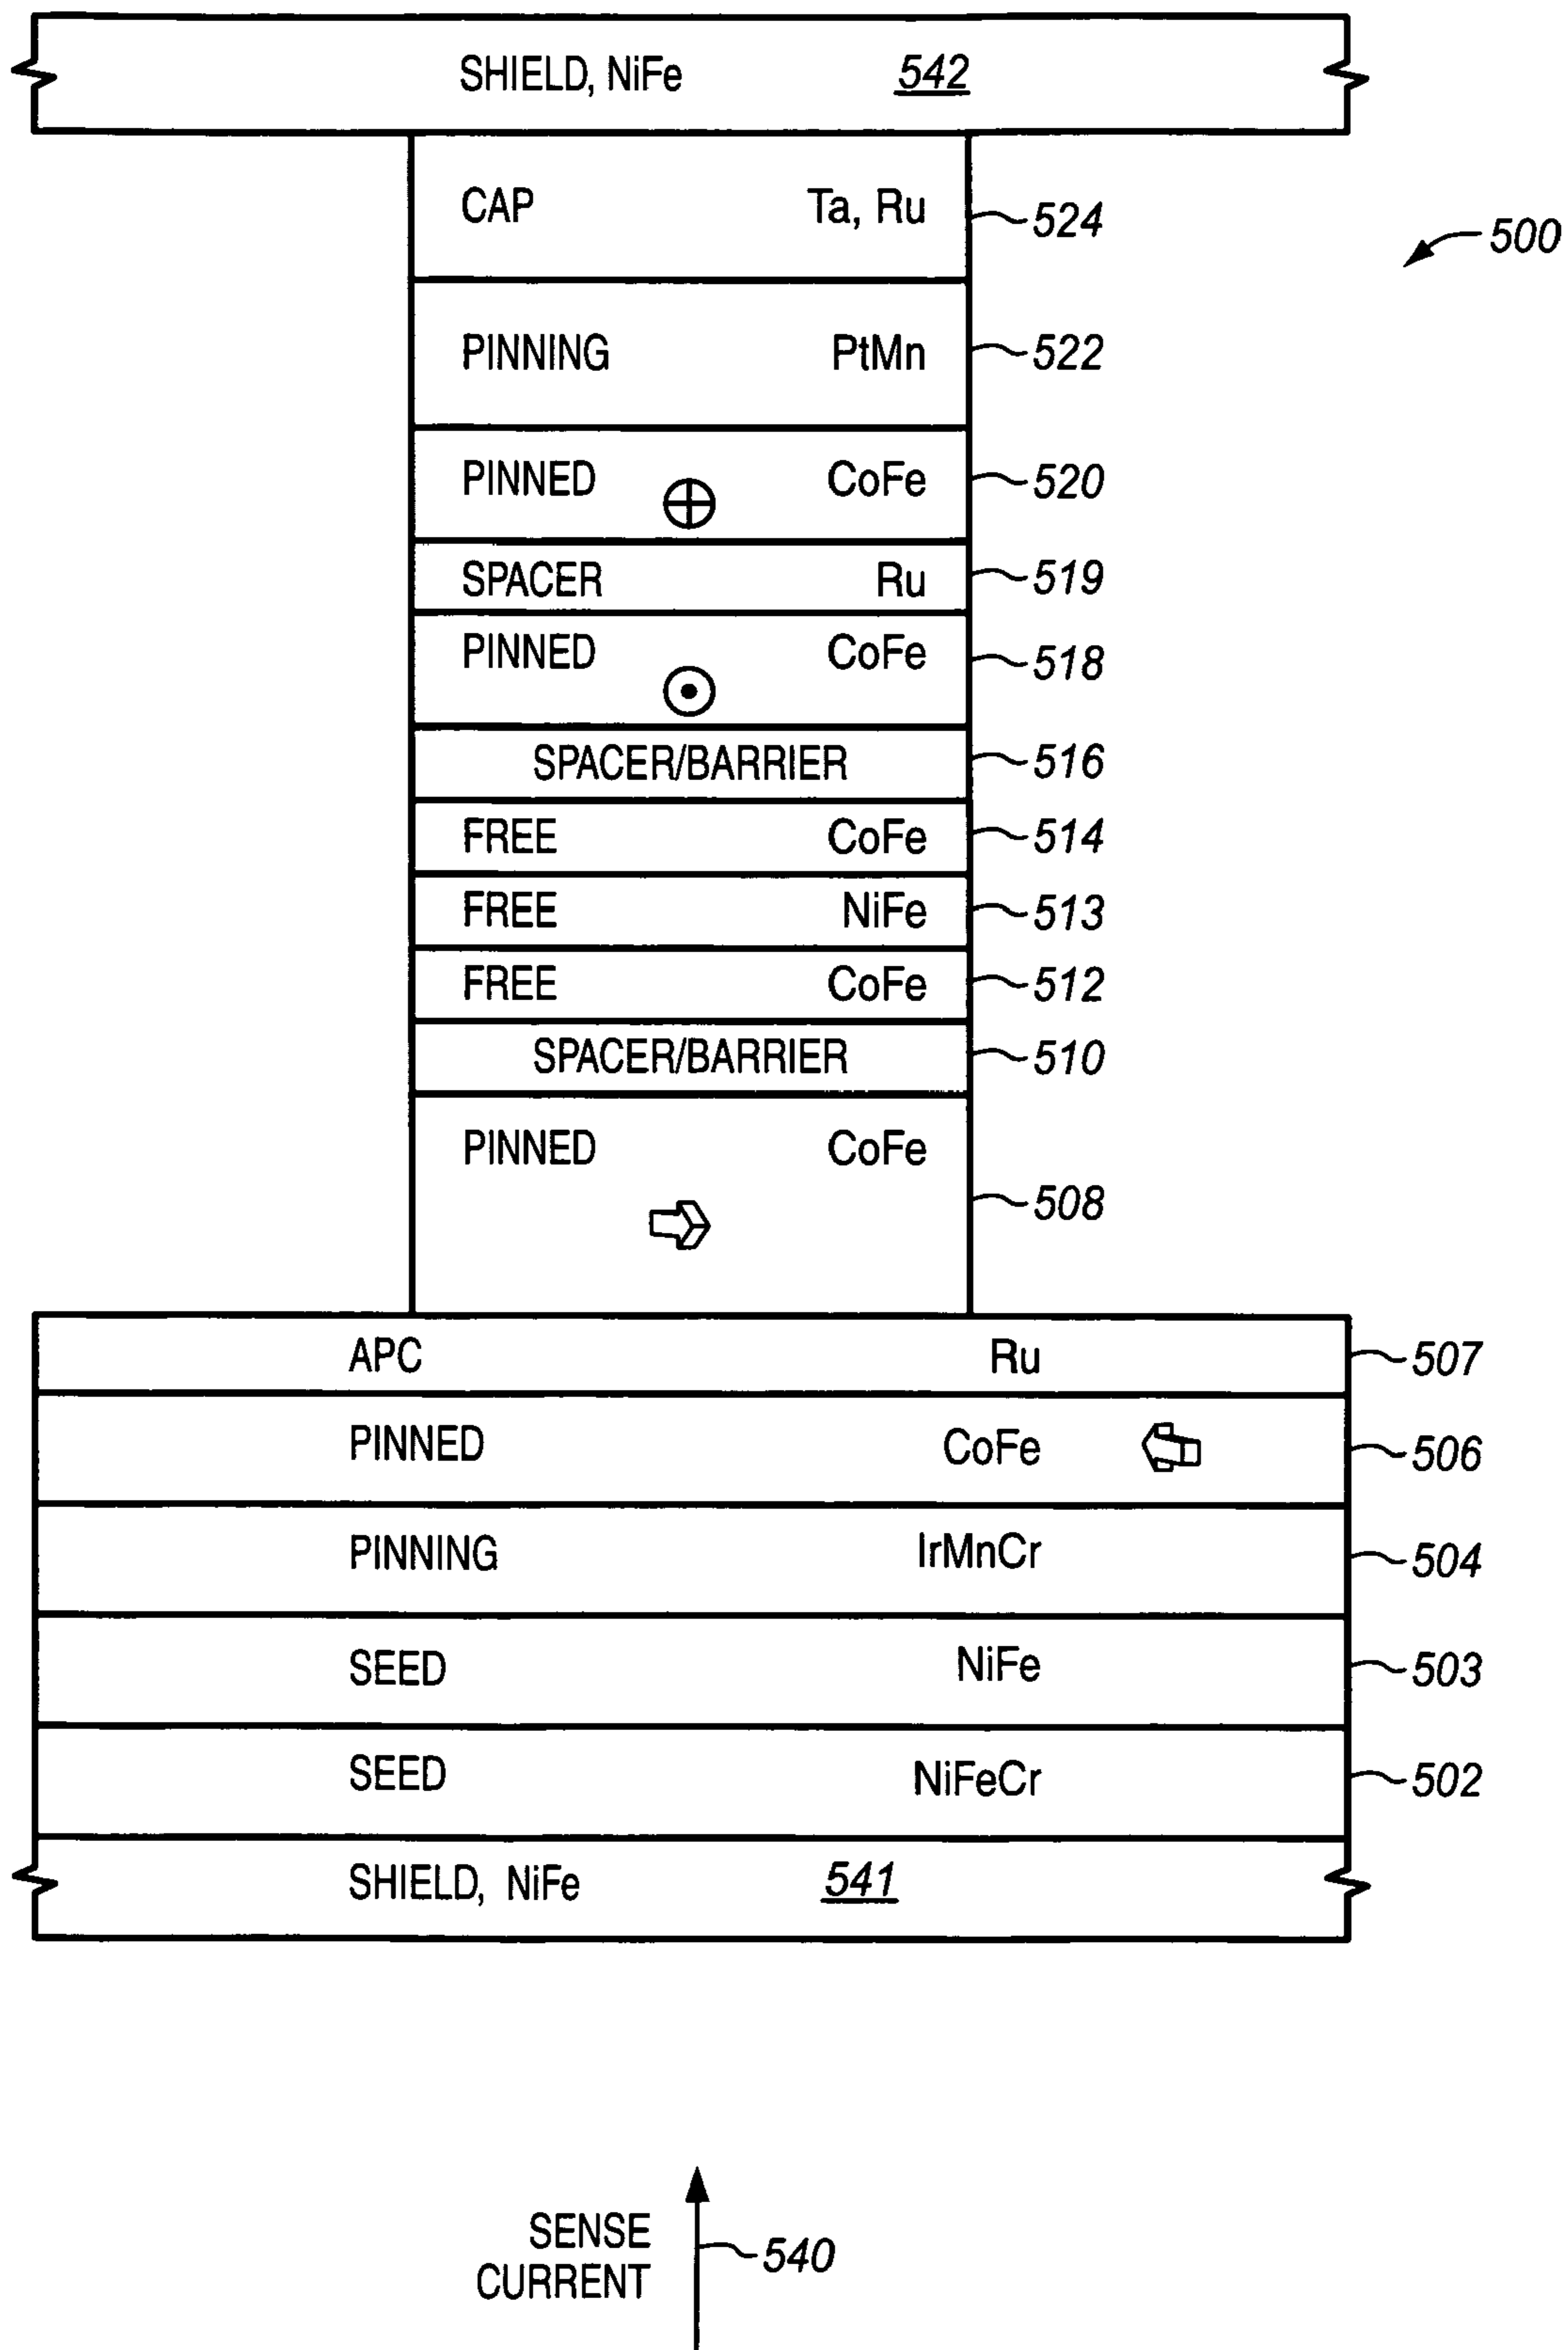 SHIELD, NiFe 542
CAP Ta, Ru 524
500
PINNING PtMn 522
PINNED CoFe 520
SPACER Ru 519
PINNED CoFe 518
SPACER/BARRIER 516
FREE CoFe 514
FREE NiFe 513
FREE CoFe 512
SPACER/BARRIER 510
PINNED CoFe
508
APC Ru 507
PINNED CoFe 506
PINNING IrMnCr 504
SEED NiFe 503
SEED NiFeCr 502
SHIELD, NiFe 541
SENSE
CURRENT
540